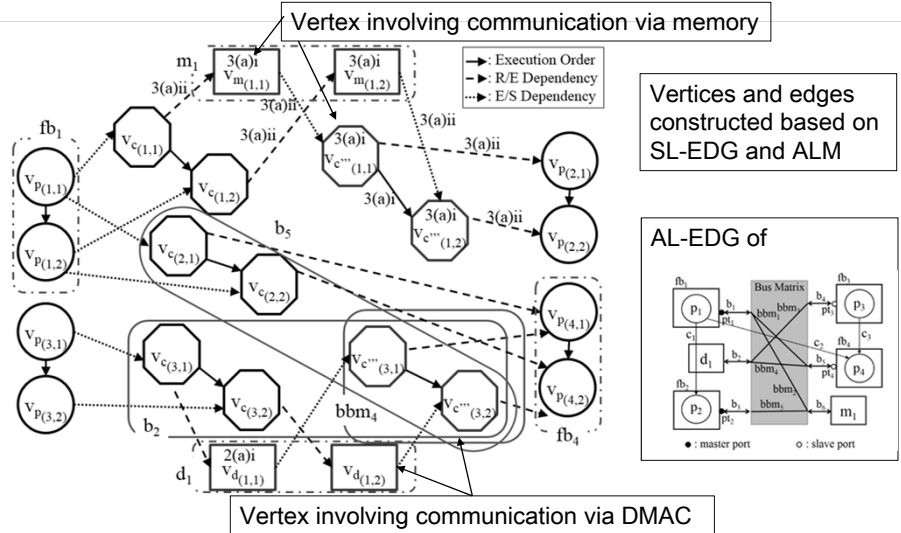 Vertex involving communication via memory
m1
3(a)i
vm(1,1)
3(a)i
vm(1,2)
: Execution Order
: R/E Dependency
: E/S Dependency
Vertices and edges
constructed based on
SL-EDG and ALM
3(a)ii
3(a)ii
3(a)ii
3(a)ii
fb1
vc(1,1)
3(a)i
vc'''(1,1)
3(a)ii
vp(1,1)
vc(1,2)
vp(2,1)
3(a)i
3(a)i
vc'''(1,2)
3(a)ii
vp(1,2)
vp(2,2)
b5
vc(2,1)
vc(2,2)
AL-EDG of
vp(3,1)
vc(3,1)
vc'''(3,1)
vp(4,1)
vp(3,2)
vc(3,2)
bbm4
vc'''(3,2)
vp(4,2)
b2
fb4
d1
2(a)i
vd(1,1)
vd(1,2)
Vertex involving communication via DMAC
fb1
Bus Matrix
fb3
p1
b1
pt1
bbm1
b4
pt3
p3
c1
c2
c3
d1
b2
bbm4
b5
pt4
fb4
p4
fb2
bbm2
p2
b3
pt2
b6
m1
: master port
: slave port